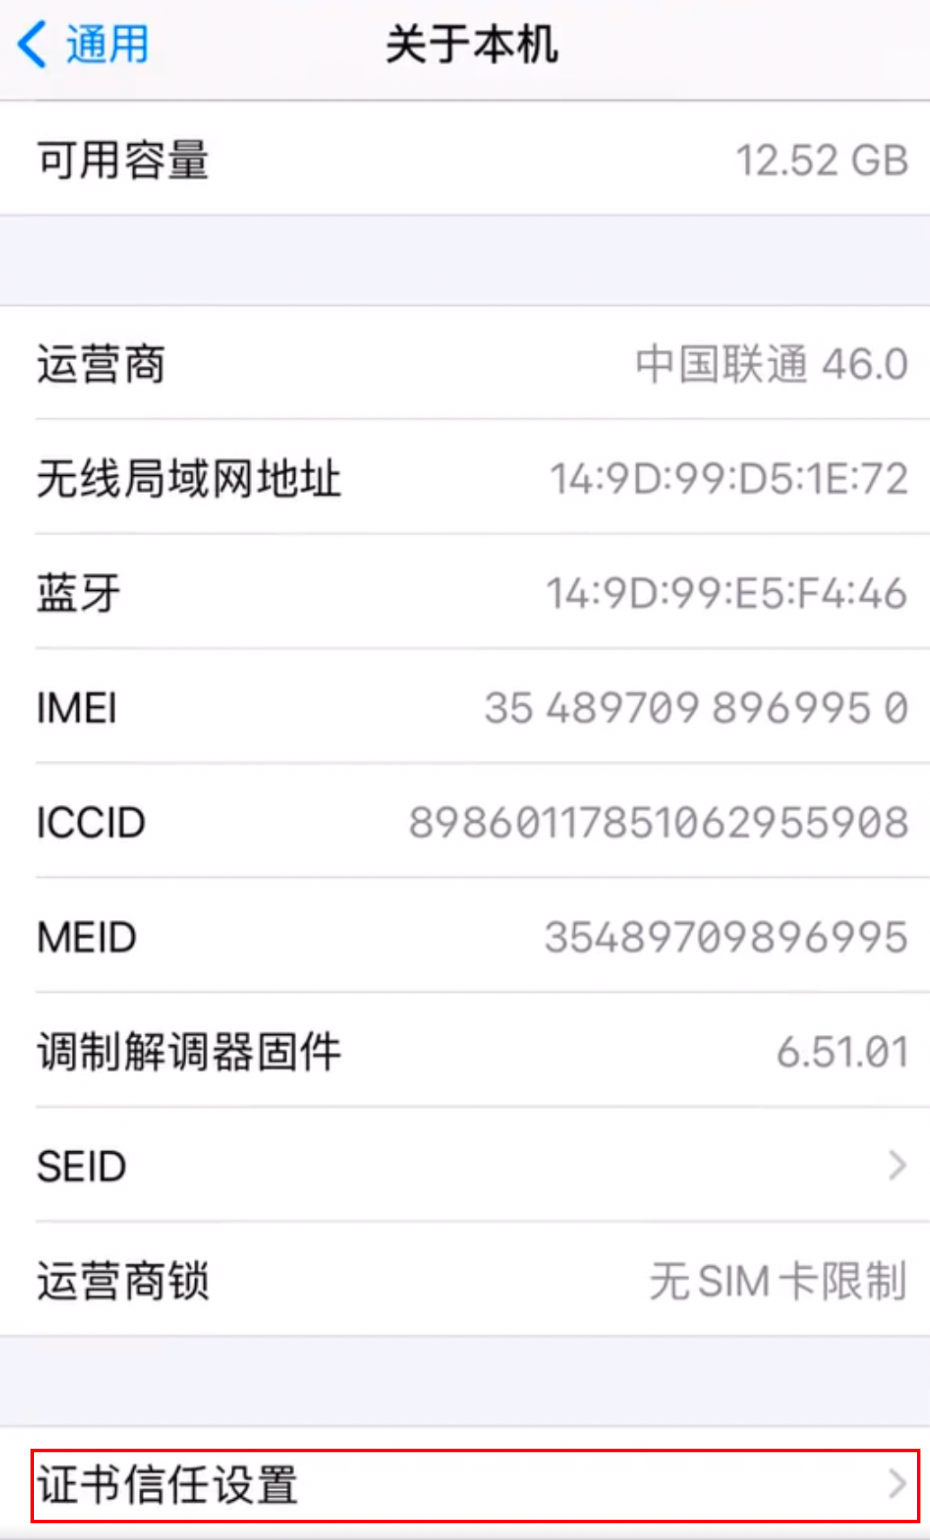 通用 关于本机
可用容量 12.52 GB
运营商 中国联通 46.0
无线局域网地址 14:9D:99:D5:1E:72
蓝牙 14:9D:99:E5:F4:46
IMEI 35 489709 896995 0
ICCID 89860117851062955908
MEID 35489709896995
调制解调器固件 6.51.01
SEID
运营商锁 无 SIM 卡限制
证书信任设置